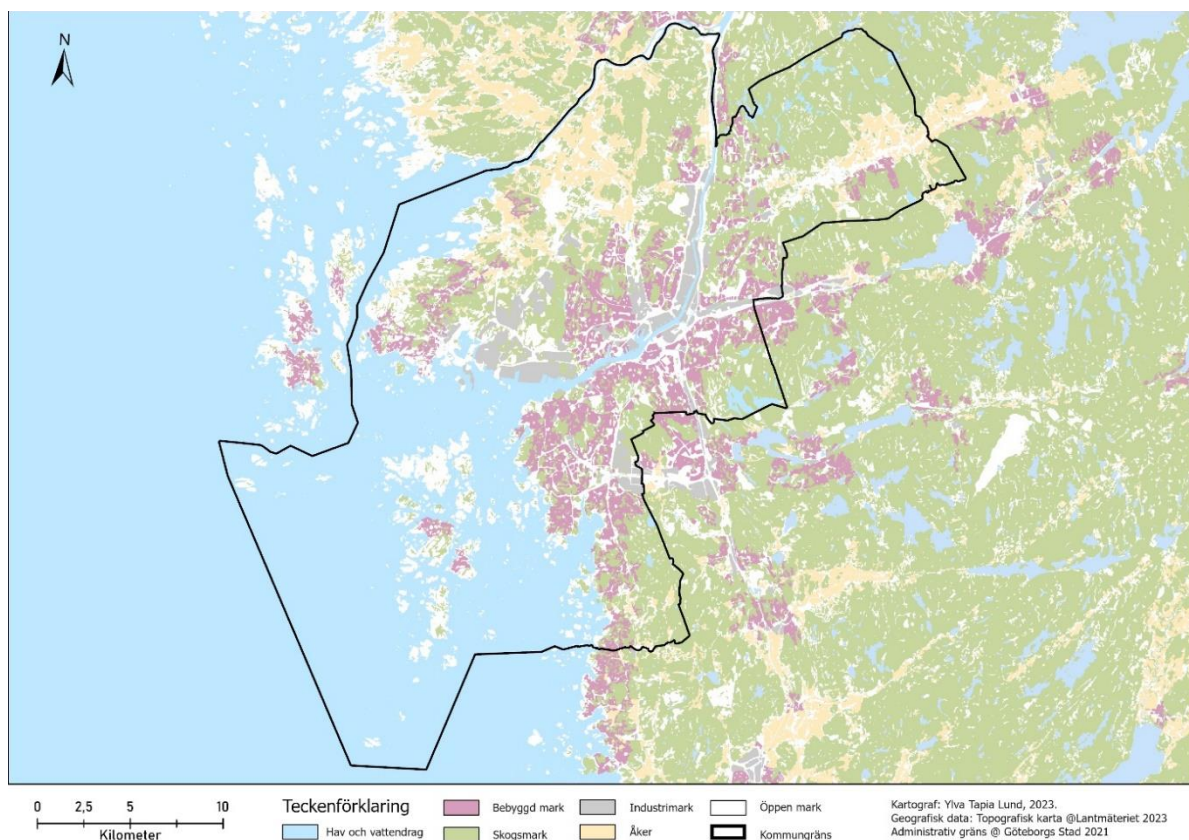 N
0 2,5 5 10
Kilometer
Teckenförklaring
Hav och vattendrag
Bebyggd mark
Skogsmark
Industrimark
Åker
Öppen mark
Kommungräns
Kartograf: Ylva Tapia Lund, 2023.
Geografisk data: Topografisk karta @Lantmäteriet 2023
Administrativ gräns @ Göteborgs Stad 2021